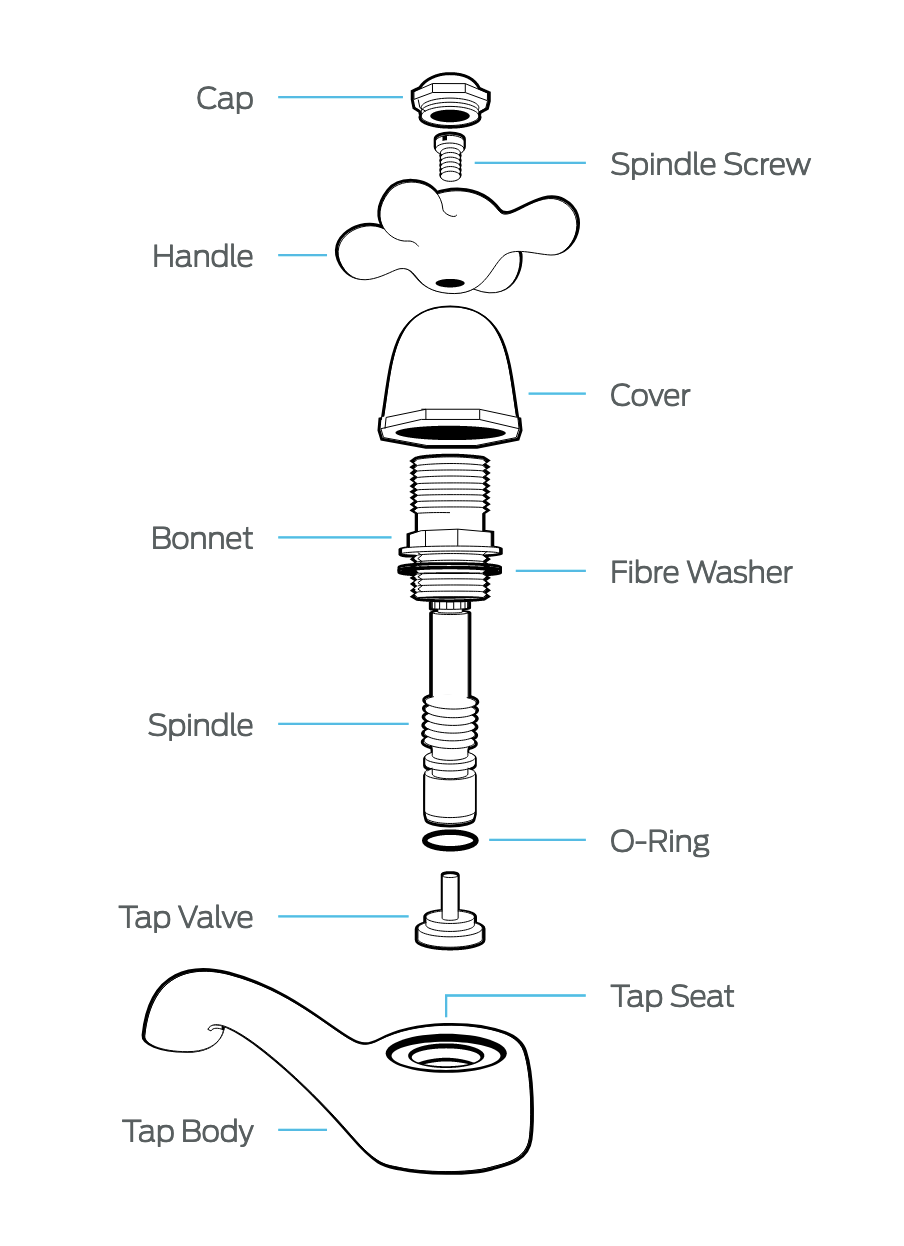 Cap
Spindle Screw
Handle
Cover
Bonnet
Fibre Washer
Spindle
O-Ring
Tap Valve
Tap Seat
Tap Body